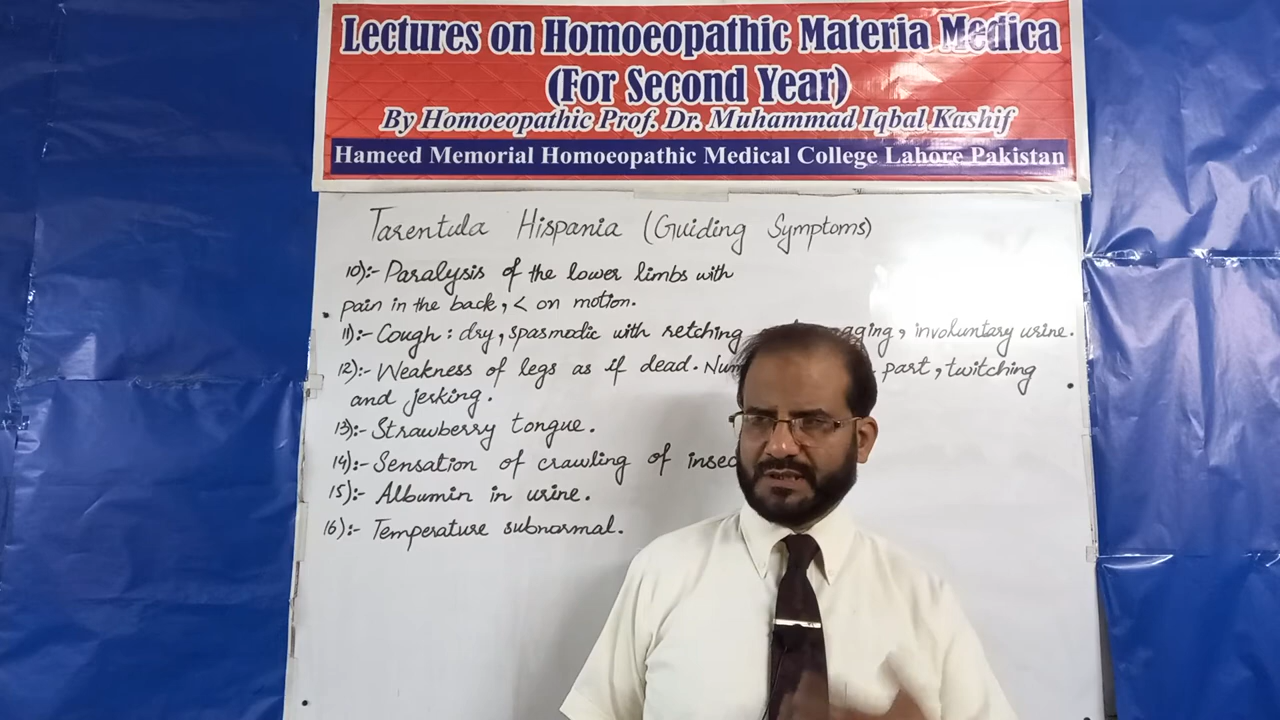 Lectures on Homoeopathic Materia Medica
(For Second Year)
By Homoeopathic Prof. Dr. Muhammad Iqbal Kashif
Hameed Memorial Homoeopathic Medical College Lahore Pakistan
Tarentula Hispania (Guiding Symptoms)
10):- Paralysis of the lower limbs with
pain in the back, < on motion.
11):- Cough : dry, spasmodic with retching gging, involuntary urine.
12):- Weakness of legs as if dead. Num part, twitching
and jerking.
13):- Strawberry tongue.
14):- Sensation of crawling of insec
15):- Albumin in urine.
16):- Temperature subnormal.